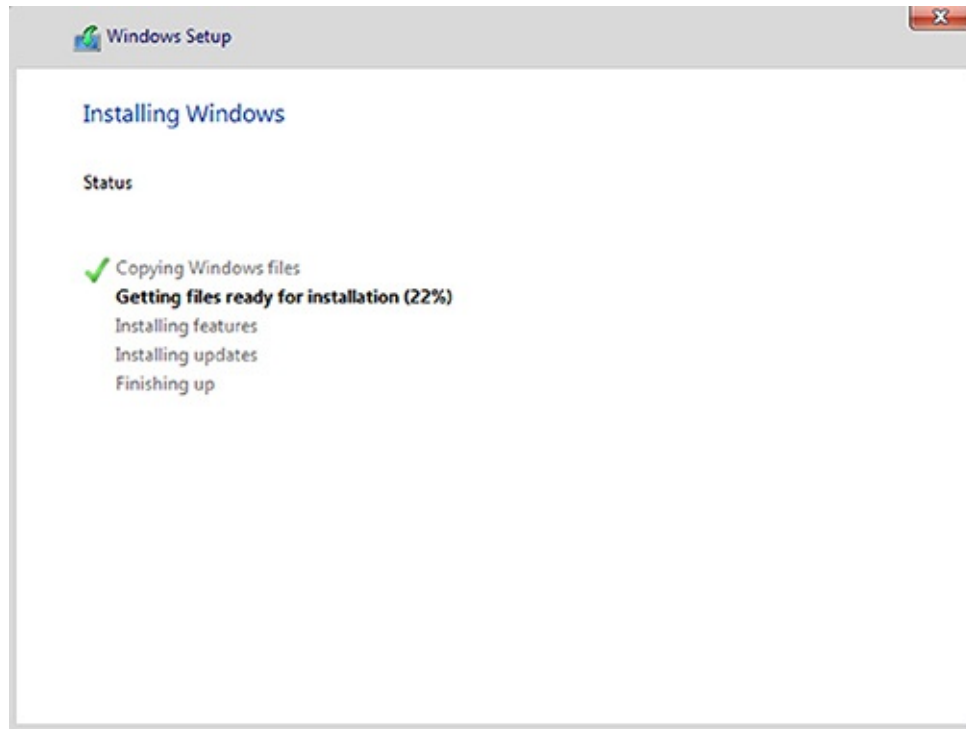 Windows Setup
Installing Windows
Status
Copying Windows files
Getting files ready for installation (22%)
Installing features
Installing updates
Finishing up